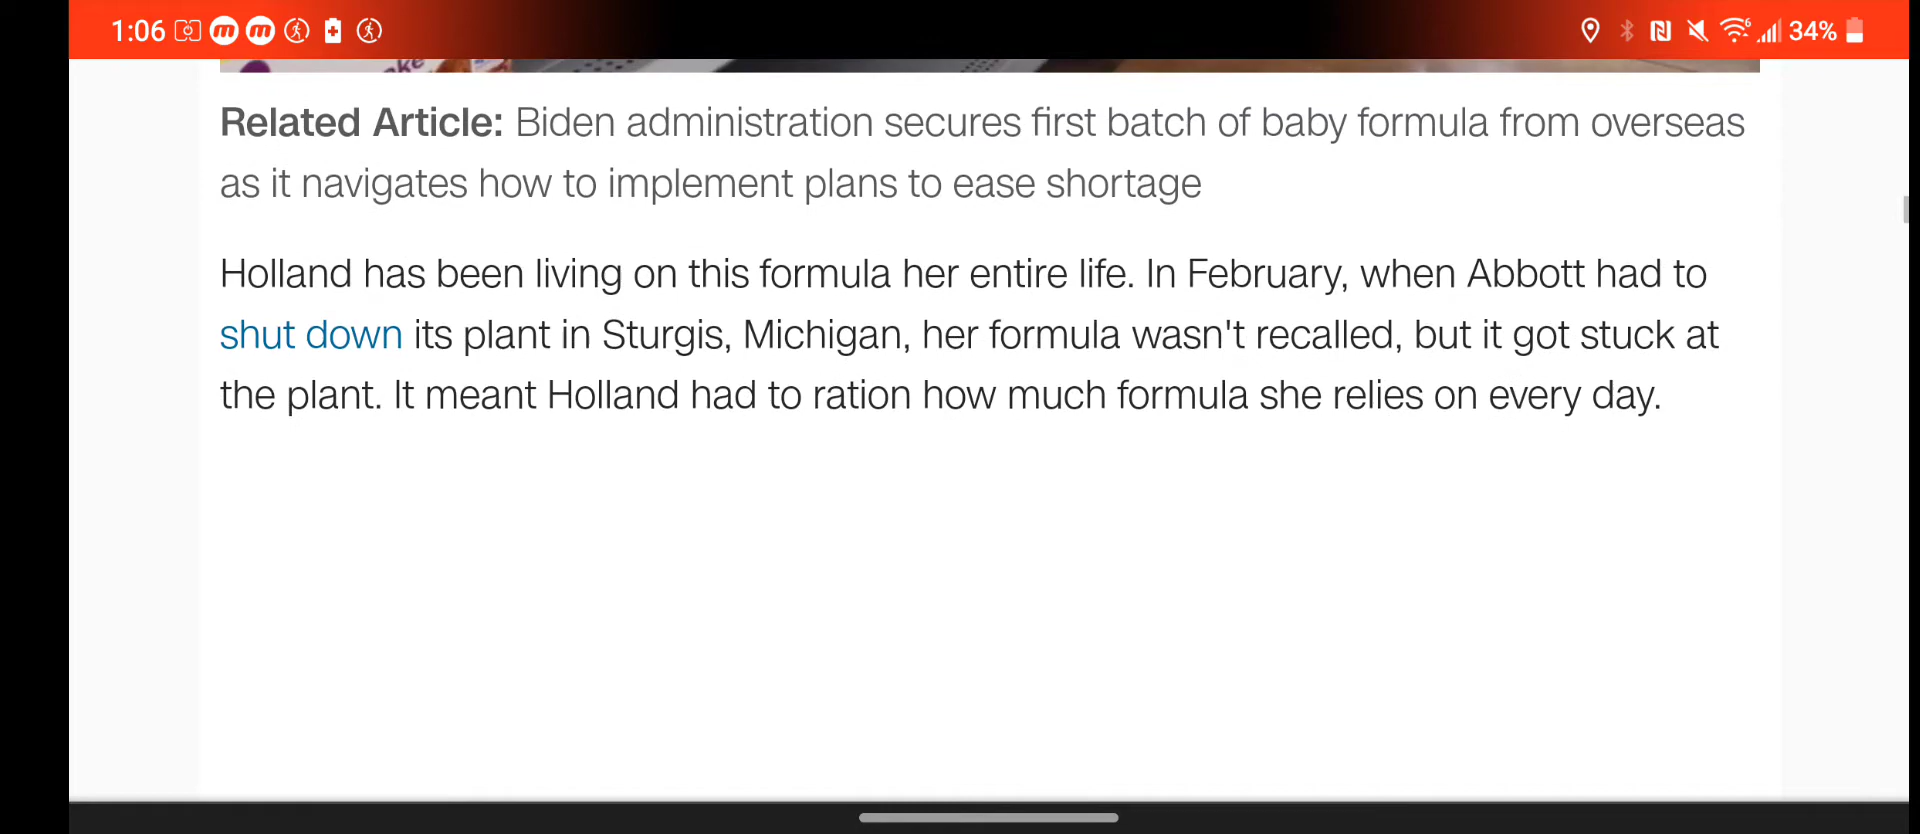 1:06
34%
Related Article: Biden administration secures first batch of baby formula from overseas
as it navigates how to implement plans to ease shortage
Holland has been living on this formula her entire life. In February, when Abbott had to
shut down its plant in Sturgis, Michigan, her formula wasn't recalled, but it got stuck at
the plant. It meant Holland had to ration how much formula she relies on every day.